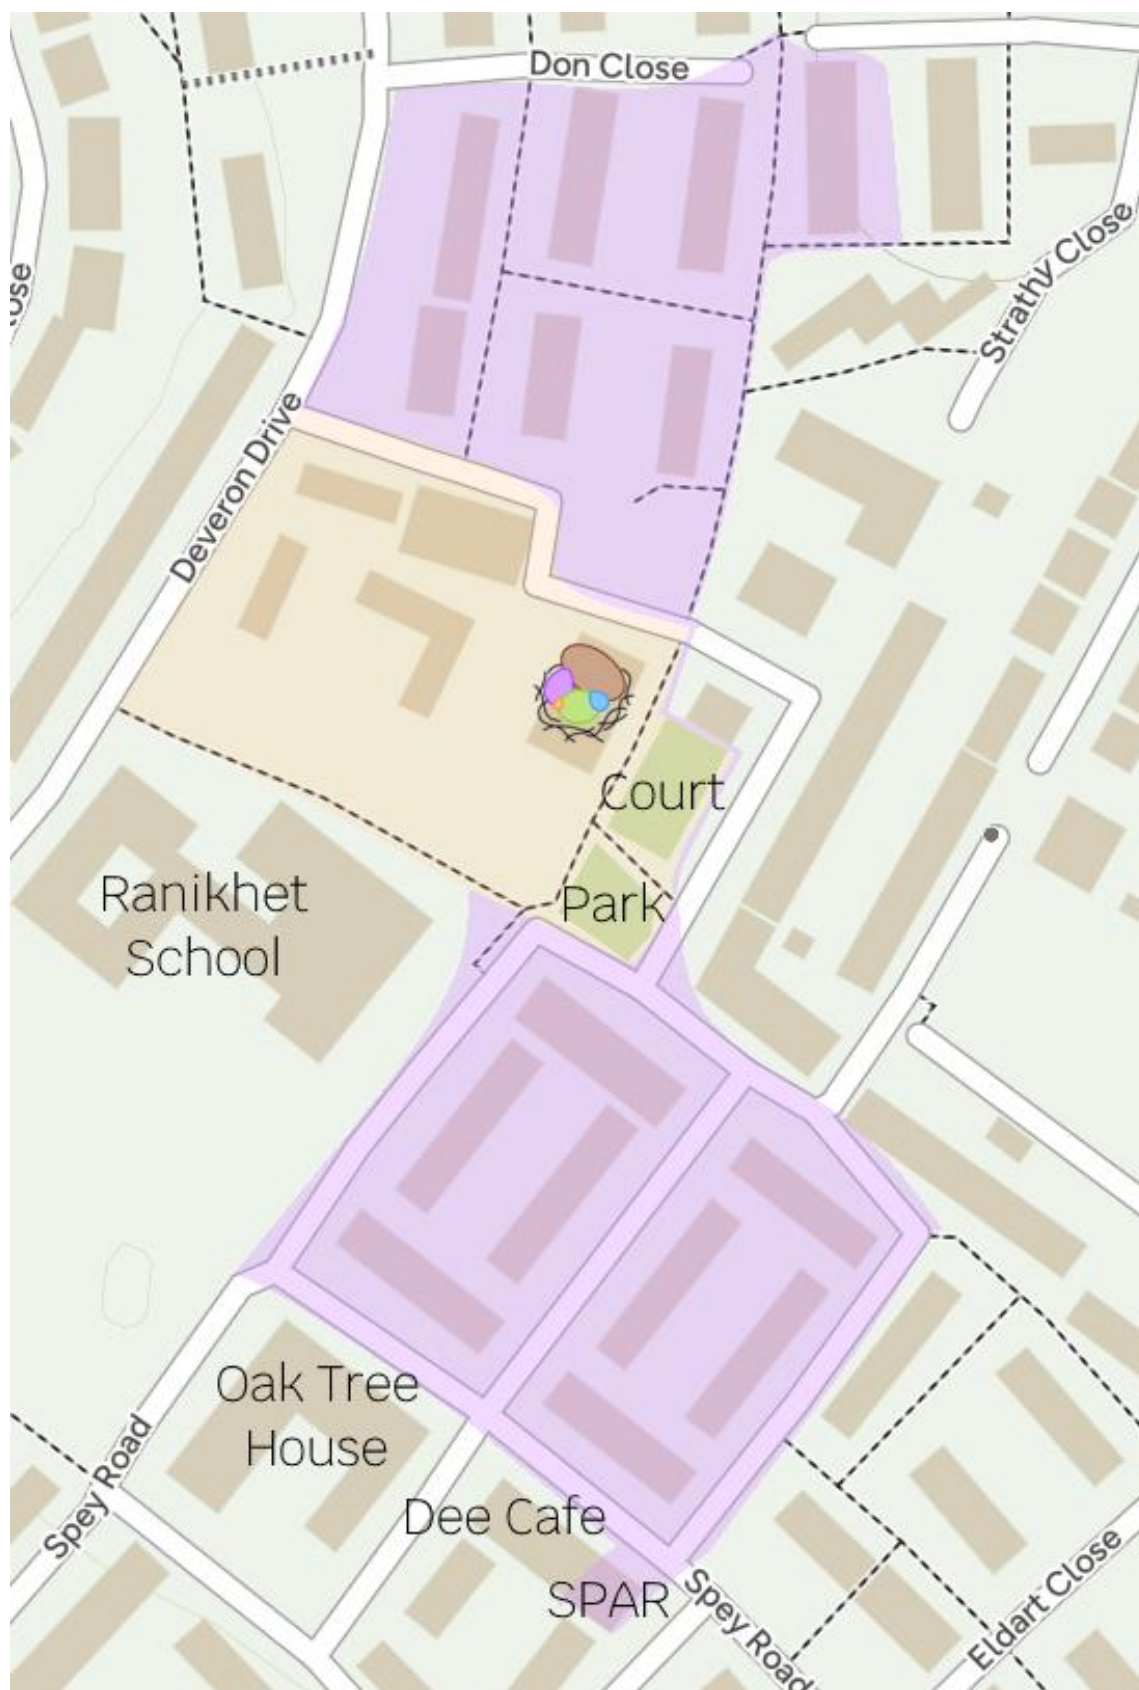 Don Close
Strathy Close
ose
Deveron Drive
Court
Park
Ranikhet
School
Oak Tree
House
Spey Road
Dee Cafe
SPAR
Spey Road
Eldart Close